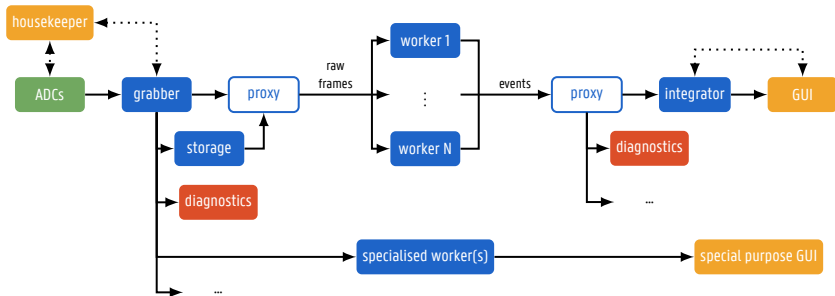 housekeeper
worker 1
raw
frames
ADCs
grabber
proxy
⋮
events
proxy
integrator
GUI
storage
worker N
diagnostics
diagnostics
...
specialised worker(s)
special purpose GUI
...